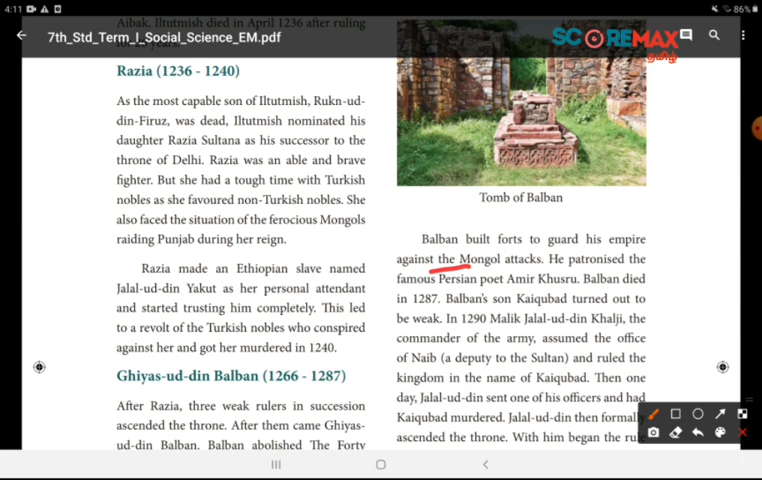 4:11
86%
7th_Std_Term_I_Social_Science_EM.pdf
SCOREMAX
தமிழ்
Aibak. Iltutmish died in April 1236 after ruling
for 25 years.
Razia (1236 - 1240)
As the most capable son of Iltutmish, Rukn-ud-
din-Firuz, was dead, Iltutmish nominated his
daughter Razia Sultana as his successor to the
throne of Delhi. Razia was an able and brave
fighter. But she had a tough time with Turkish
nobles as she favoured non-Turkish nobles. She
also faced the situation of the ferocious Mongols
raiding Punjab during her reign.
Razia made an Ethiopian slave named
Jalal-ud-din Yakut as her personal attendant
and started trusting him completely. This led
to a revolt of the Turkish nobles who conspired
against her and got her murdered in 1240.
Ghiyas-ud-din Balban (1266 - 1287)
After Razia, three weak rulers in succession
ascended the throne. After them came Ghiyas-
ud-din Balban. Balban abolished The Forty
Tomb of Balban
Balban built forts to guard his empire
against the Mongol attacks. He patronised the
famous Persian poet Amir Khusru. Balban died
in 1287. Balban's son Kaiqubad turned out to
be weak. In 1290 Malik Jalal-ud-din Khalji, the
commander of the army, assumed the office
of Naib (a deputy to the Sultan) and ruled the
kingdom in the name of Kaiqubad. Then one
day, Jalal-ud-din sent one of his officers and had
Kaiqubad murdered. Jalal-ud-din then formally
ascended the throne. With him began the rule